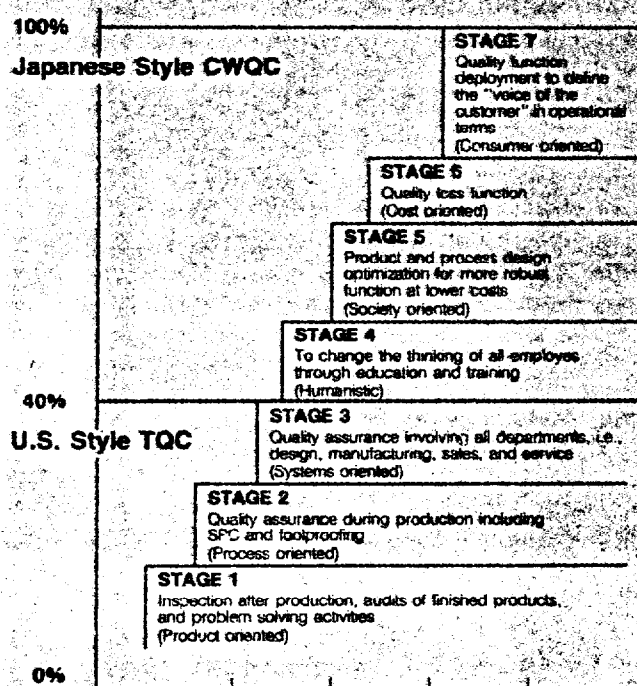 100%
Japanese Style CWQC
STAGE 7
Quality function
deployment to define
the "voice of the
customer" in operational
terms
(Consumer oriented)
STAGE 6
Quality loss function
(Cost oriented)
STAGE 5
Product and process design
optimization for more robust
function at lower costs
(Society oriented)
STAGE 4
To change the thinking of all employes
through education and training
(Humanistic)
40%
U.S. Style TQC
STAGE 3
Quality assurance involving all departments, i.e.,
design, manufacturing, sales, and service
(Systems oriented)
STAGE 2
Quality assurance during production including
SPC and foolproofing
(Process oriented)
STAGE 1
Inspection after production, audits of finished products,
and problem solving activities
(Product oriented)
0%